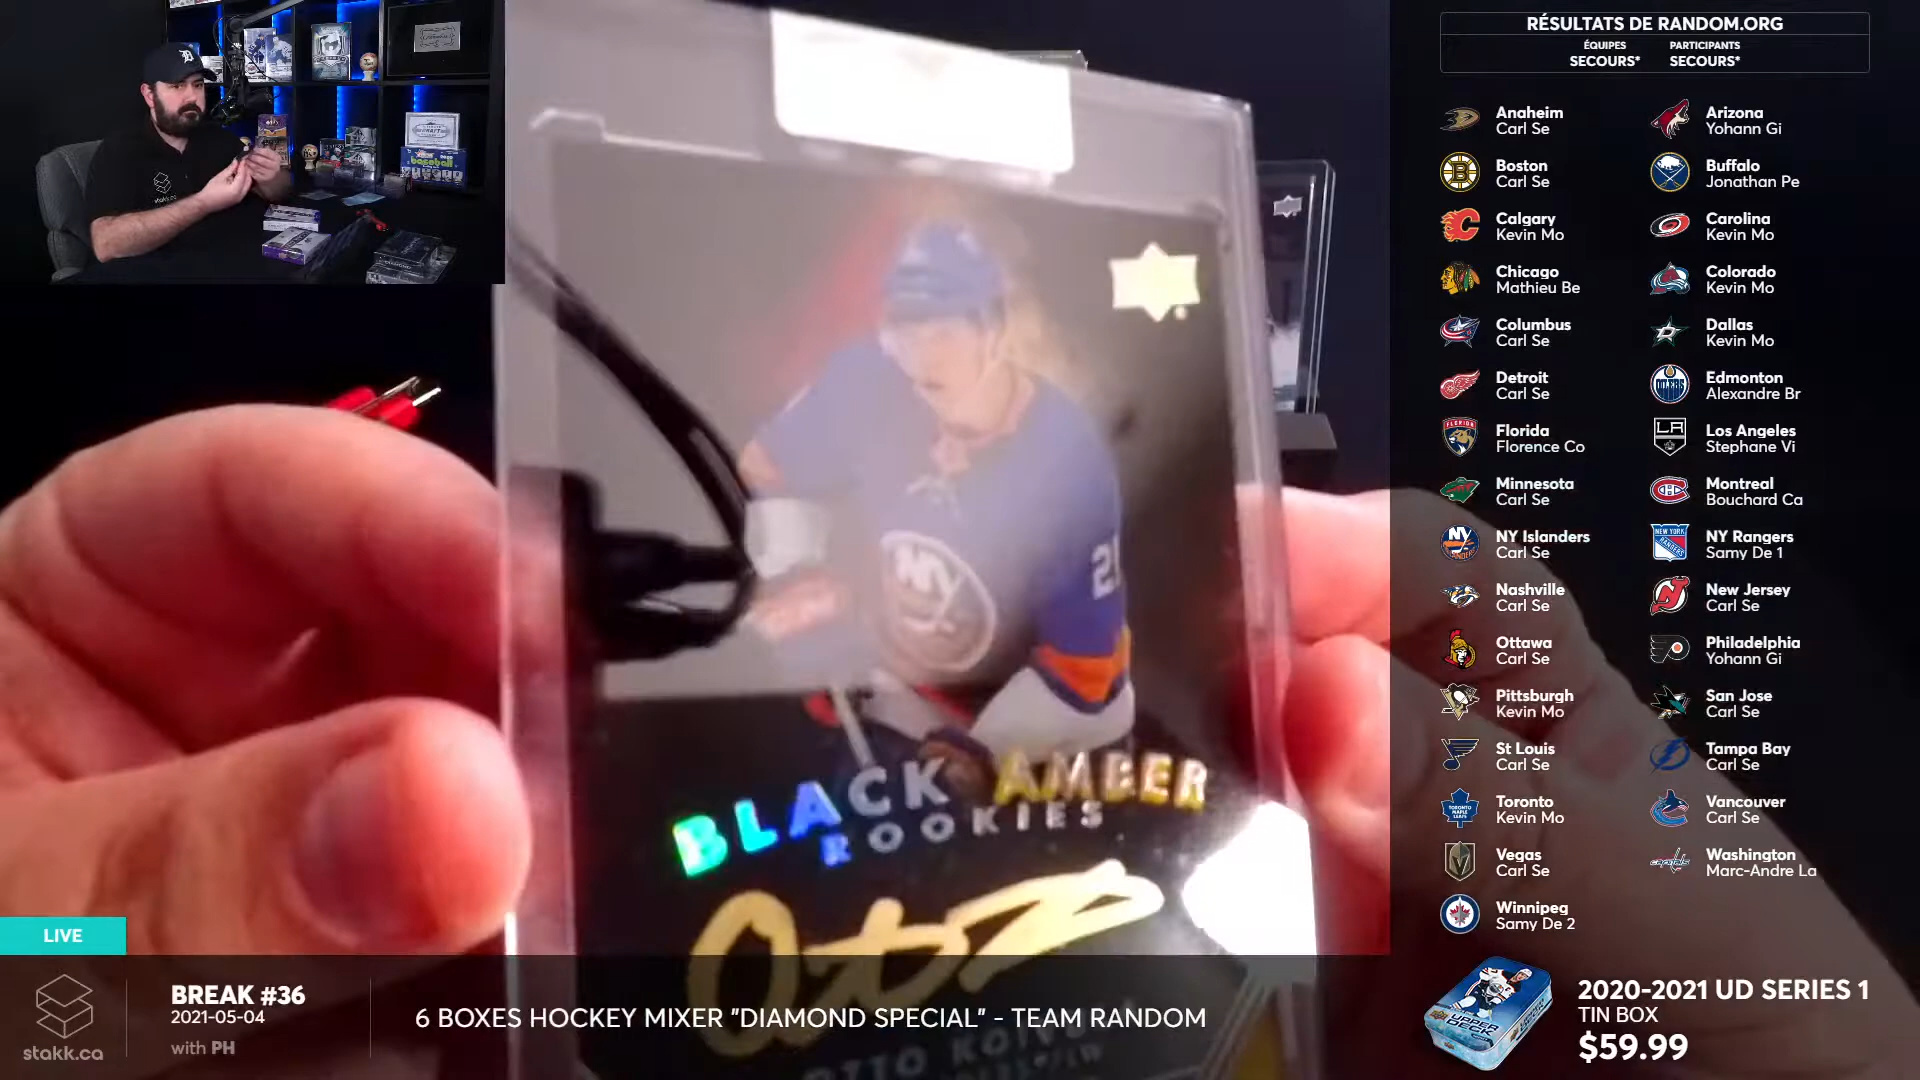 RÉSULTATS DE RANDOM.ORG
ÉQUIPES
SECOURS*
PARTICIPANTS
SECOURS*
Anaheim
Carl Se
Arizona
Yohann Gi
Boston
Carl Se
Buffalo
Jonathan Pe
Calgary
Kevin Mo
Carolina
Kevin Mo
Chicago
Mathieu Be
Colorado
Kevin Mo
Columbus
Carl Se
Dallas
Kevin Mo
Detroit
Carl Se
Edmonton
Alexandre Br
Florida
Florence Co
Los Angeles
Stephane Vi
Minnesota
Carl Se
Montreal
Bouchard Ca
NY Islanders
Carl Se
NY Rangers
Samy De 1
Nashville
Carl Se
New Jersey
Carl Se
Ottawa
Carl Se
Philadelphia
Yohann Gi
Pittsburgh
Kevin Mo
San Jose
Carl Se
St Louis
Carl Se
Tampa Bay
Carl Se
Toronto
Kevin Mo
Vancouver
Carl Se
Vegas
Carl Se
Washington
Marc-Andre La
Winnipeg
Samy De 2
NY
21
BLACK AMBER
ROOKIES
OTTO
LIVE
stakk.ca
BREAK #36
2021-05-04
with PH
6 BOXES HOCKEY MIXER "DIAMOND SPECIAL" - TEAM RANDOM
UPPER DECK
2020-2021 UD SERIES 1
TIN BOX
$59.99